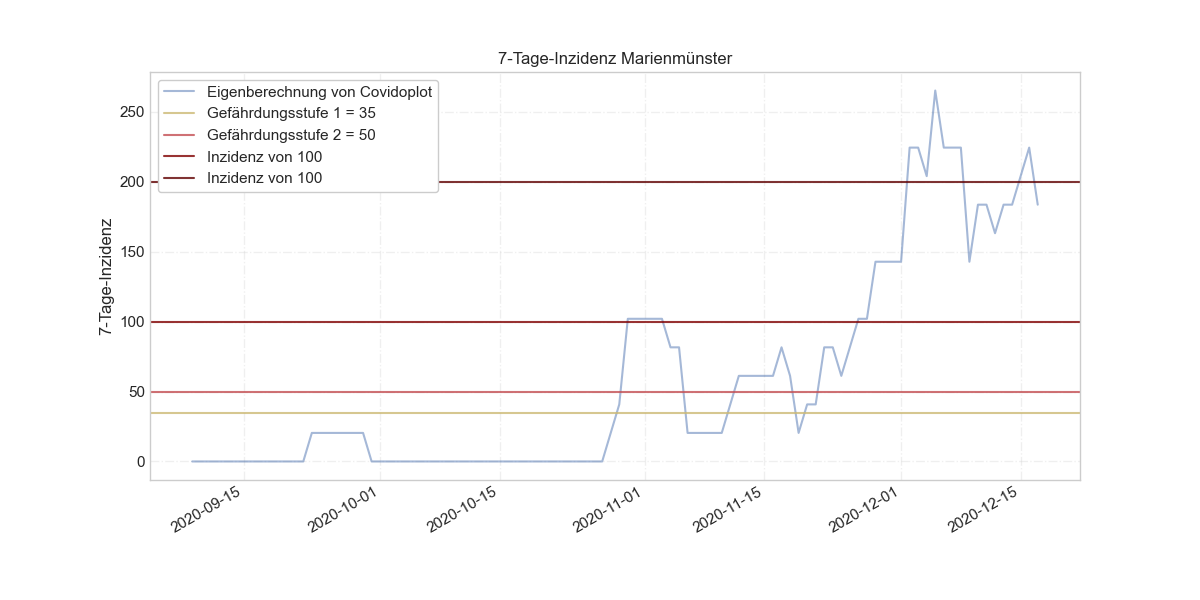 7-Tage-Inzidenz Marienmünster
Eigenberechnung von Covidoplot
Gefährdungsstufe 1 = 35
Gefährdungsstufe 2 = 50
Inzidenz von 100
Inzidenz von 100
7-Tage-Inzidenz
250
200
150
100
50
0
2020-09-15
2020-10-01
2020-10-15
2020-11-01
2020-11-15
2020-12-01
2020-12-15